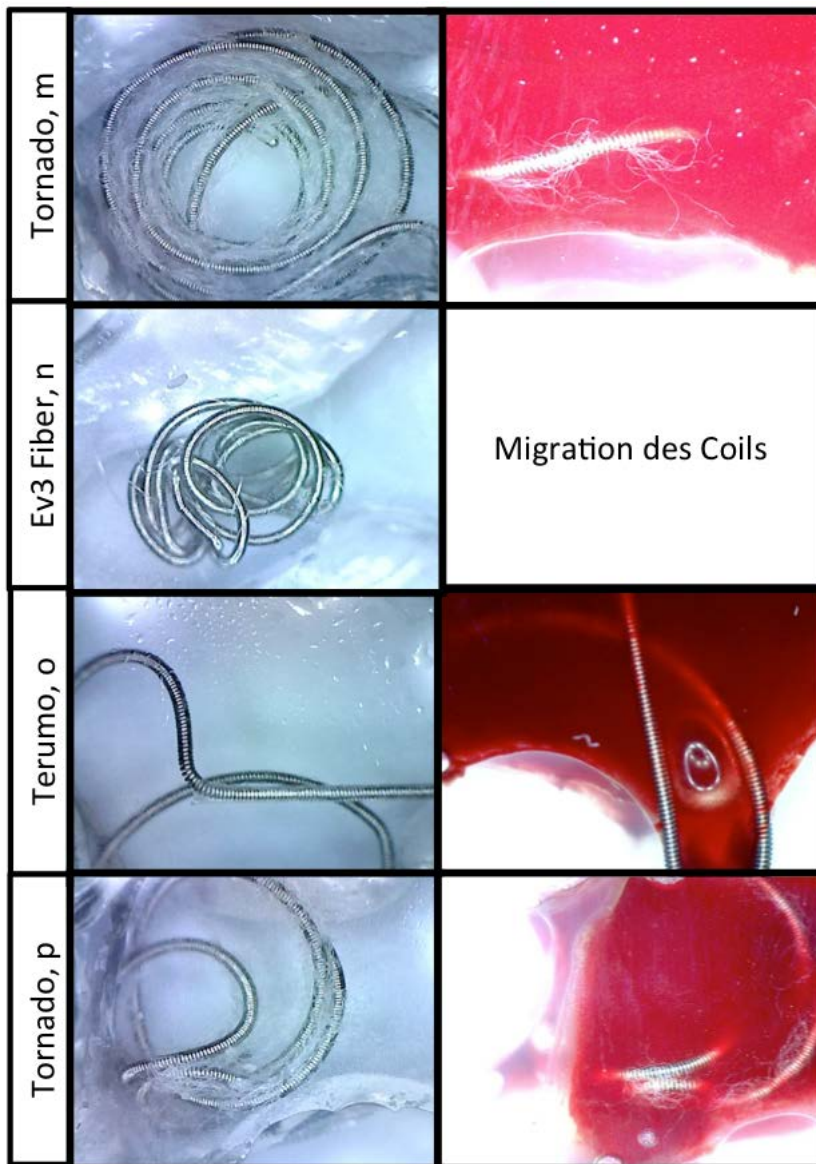 Tornado, m
Ev3 Fiber, n
Migration des Coils
Terumo, o
Tornado, p